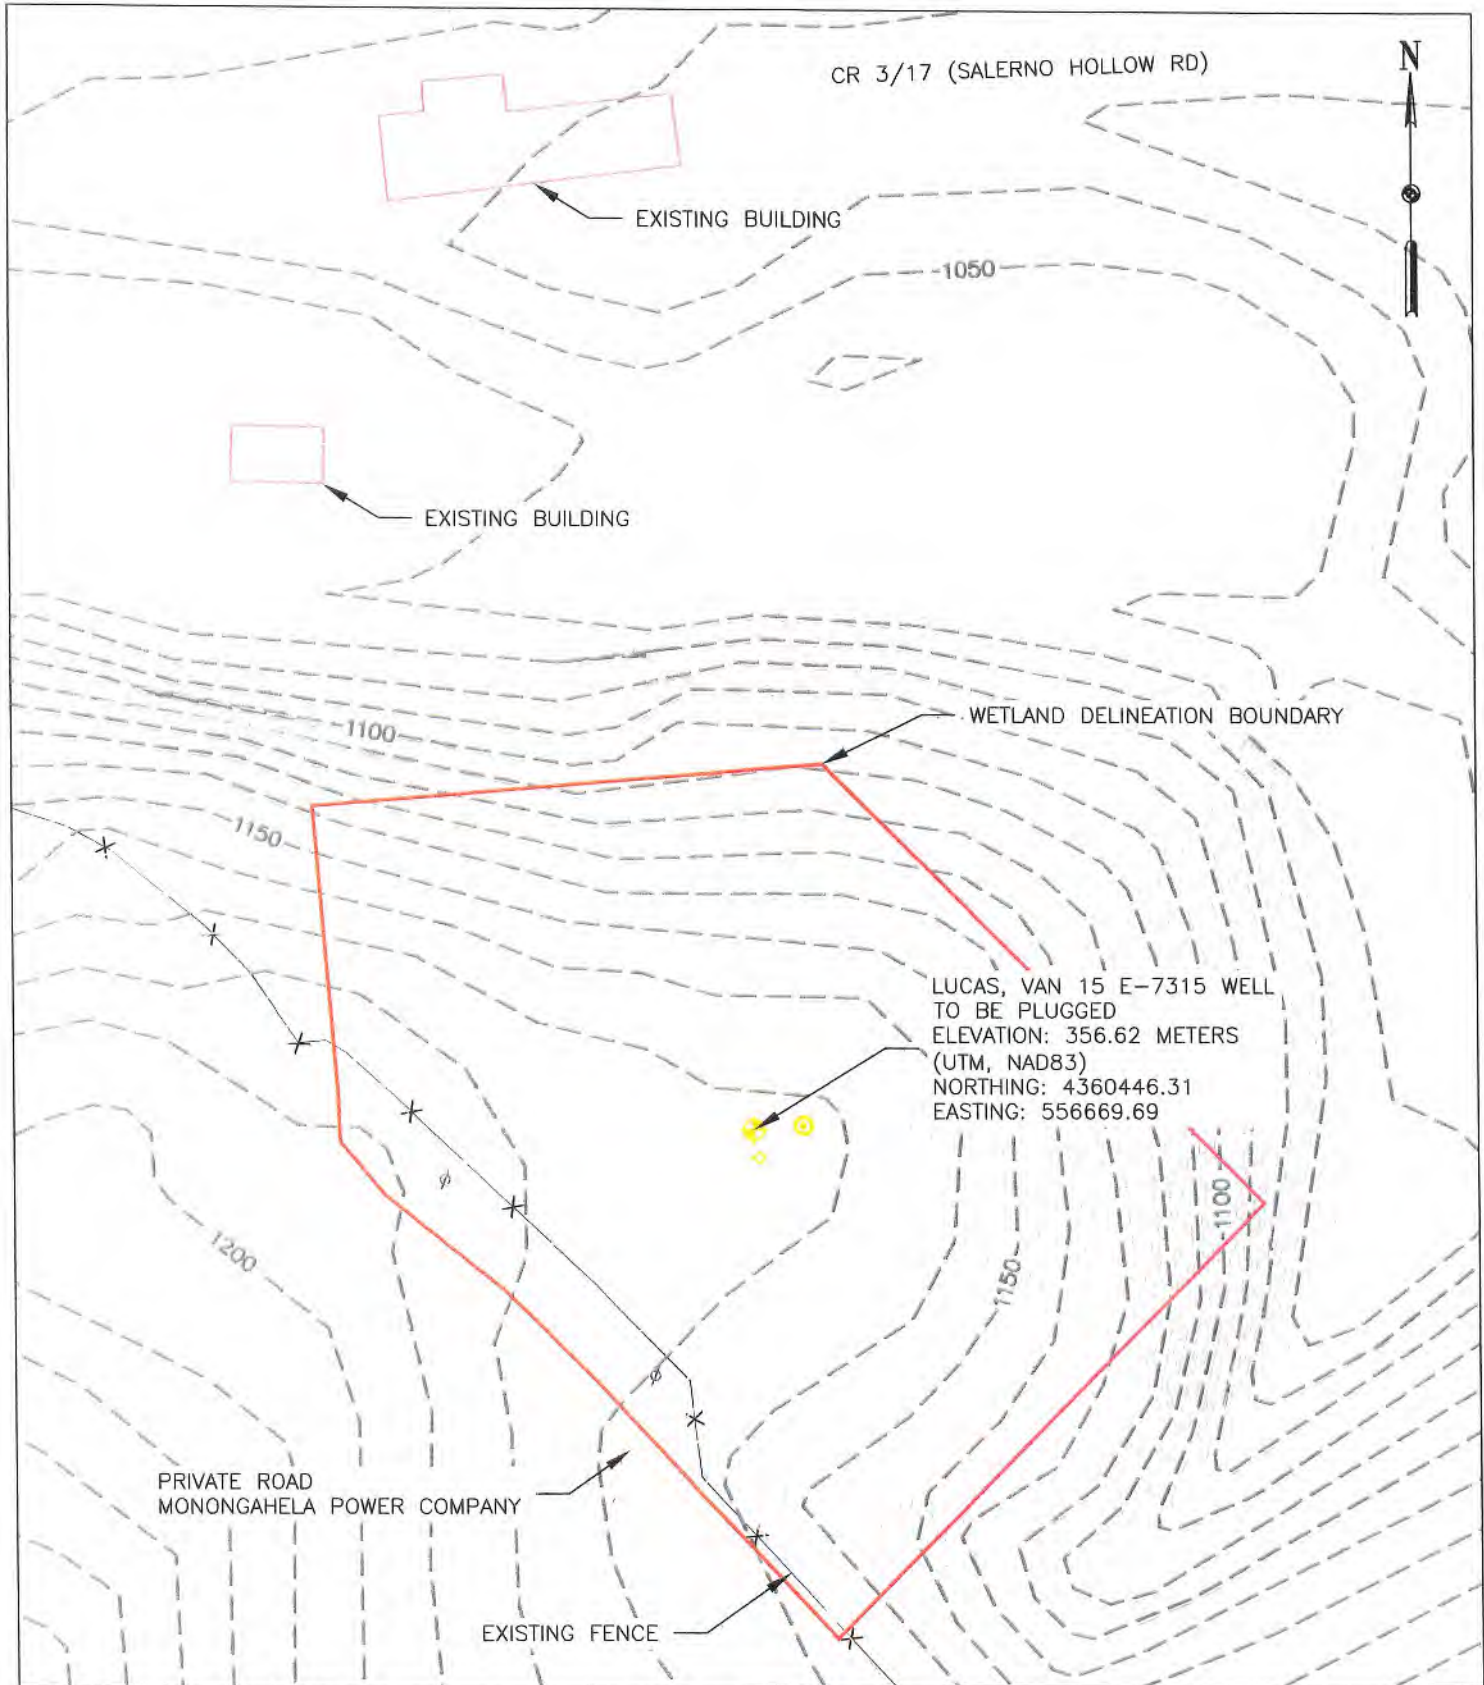 CR 3/17 (SALERNO HOLLOW RD)
N
EXISTING BUILDING
1050
EXISTING BUILDING
WETLAND DELINEATION BOUNDARY
1100
1150
LUCAS, VAN 15 E-7315 WELL
TO BE PLUGGED
ELEVATION: 356.62 METERS
(UTM, NAD83)
NORTHING: 4360446.31
EASTING: 556669.69
1100
1200
1150
PRIVATE ROAD
MONONGAHELA POWER COMPANY
EXISTING FENCE